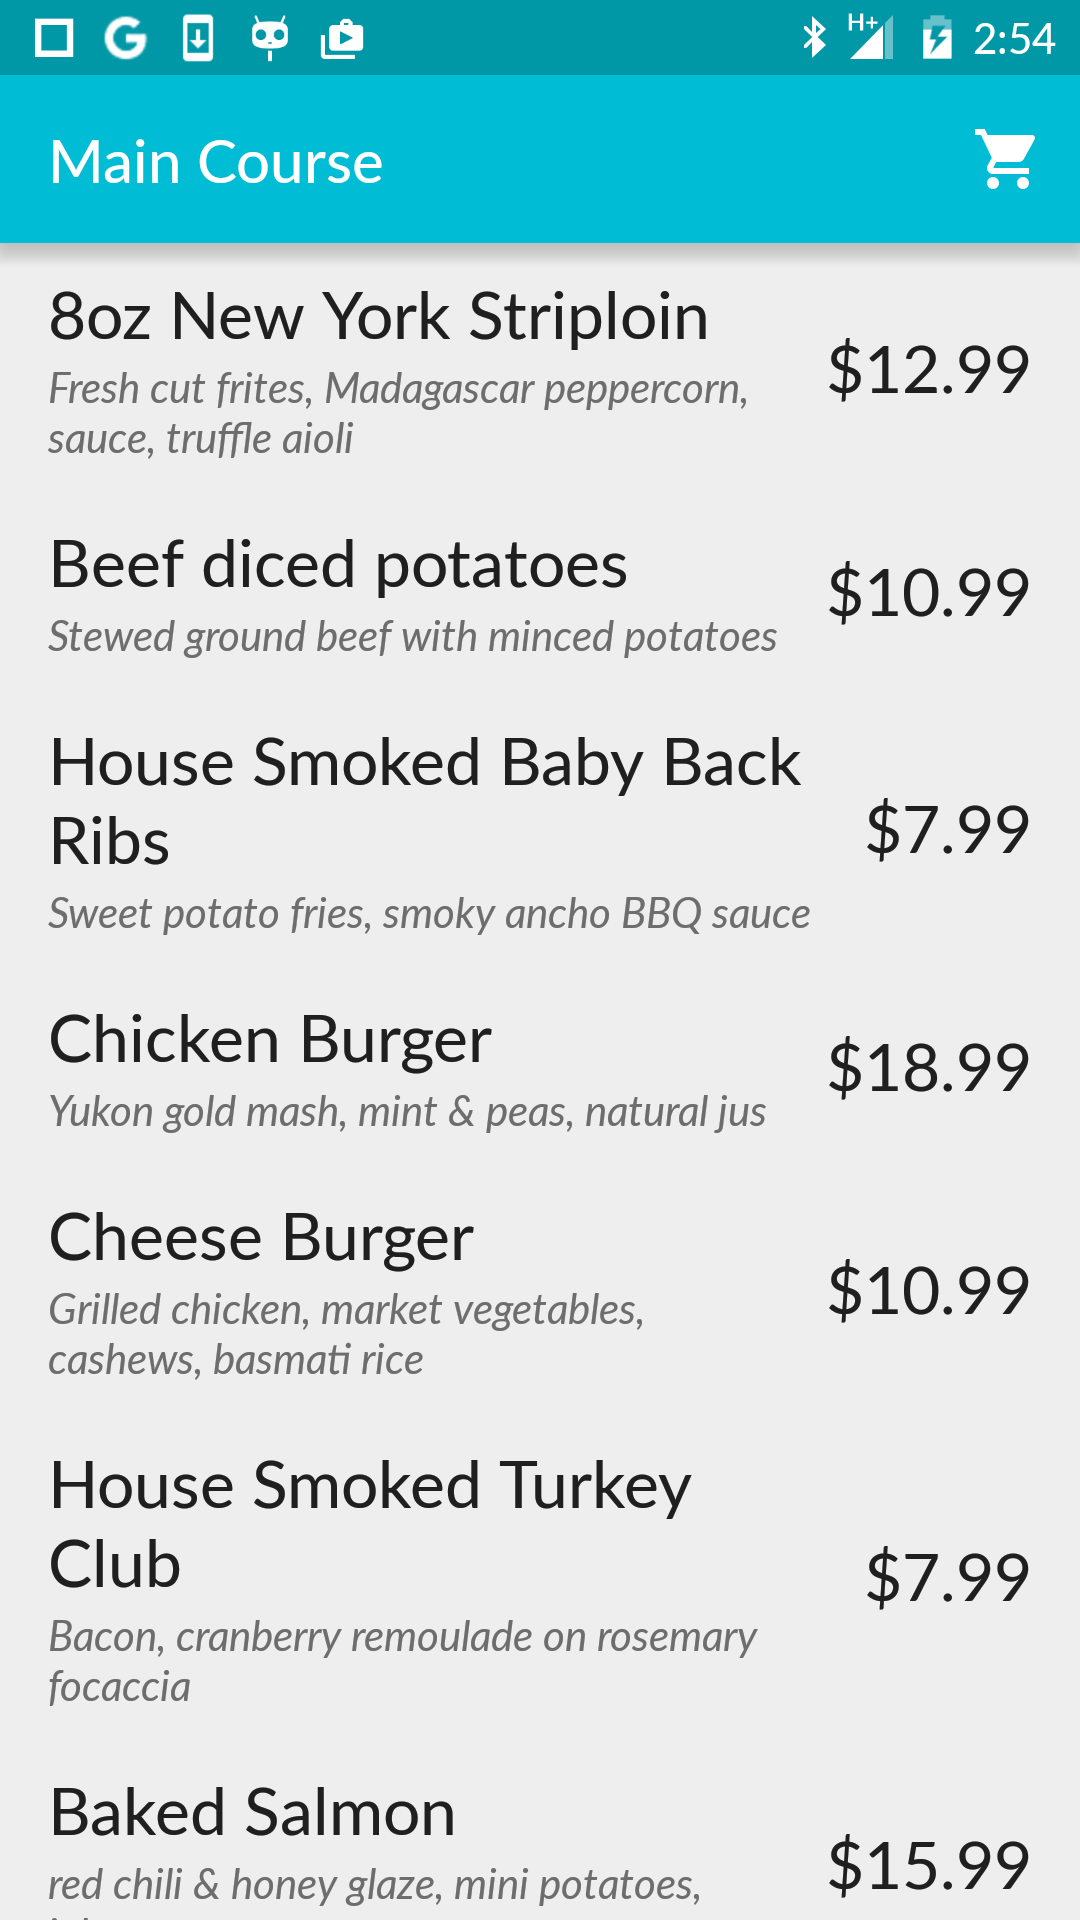 H+ 2:54
Main Course
8oz New York Striploin
$12.99
Fresh cut frites, Madagascar peppercorn,
sauce, truffle aioli
Beef diced potatoes
$10.99
Stewed ground beef with minced potatoes
House Smoked Baby Back
Ribs
$7.99
Sweet potato fries, smoky ancho BBQ sauce
Chicken Burger
$18.99
Yukon gold mash, mint & peas, natural jus
Cheese Burger
$10.99
Grilled chicken, market vegetables,
cashews, basmati rice
House Smoked Turkey
Club
$7.99
Bacon, cranberry remoulade on rosemary
focaccia
Baked Salmon
$15.99
red chili & honey glaze, mini potatoes,